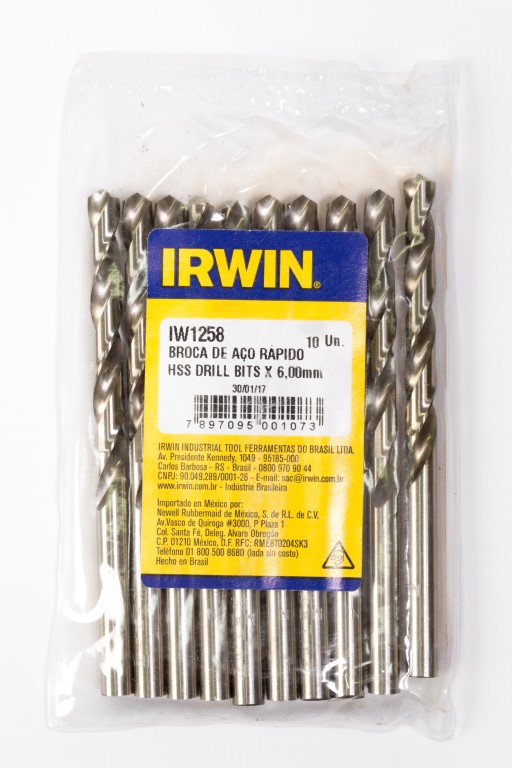 IRWIN®
IW1258 10 Un.
BROCA DE AÇO RÁPIDO
HSS DRILL BITS X 6,00mm
30/01/17
7 897095 001073
IRWIN INDUSTRIAL TOOL FERRAMENTAS DO BRASIL LTDA.
Av. Presidente Kennedy, 1049 - 95185-000
Carlos Barbosa - RS - Brasil - 0800 970 90 44
CNPJ: 90.049.289/0001-26 - E-mail: sac@irwin.com.br
www.irwin.com.br - Indústria Brasileira
Importado en México por:
Newell Rubbermaid de México, S. de R.L. de C.V.
Av.Vasco de Quiroga #3000, P Plaza 1
Col. Santa Fé, Deleg. Alvaro Obregón
C.P. 01210 México, D.F. RFC: RME870204SK3
Teléfono 01 800 500 8680 (lada sin costo)
Hecho en Brasil